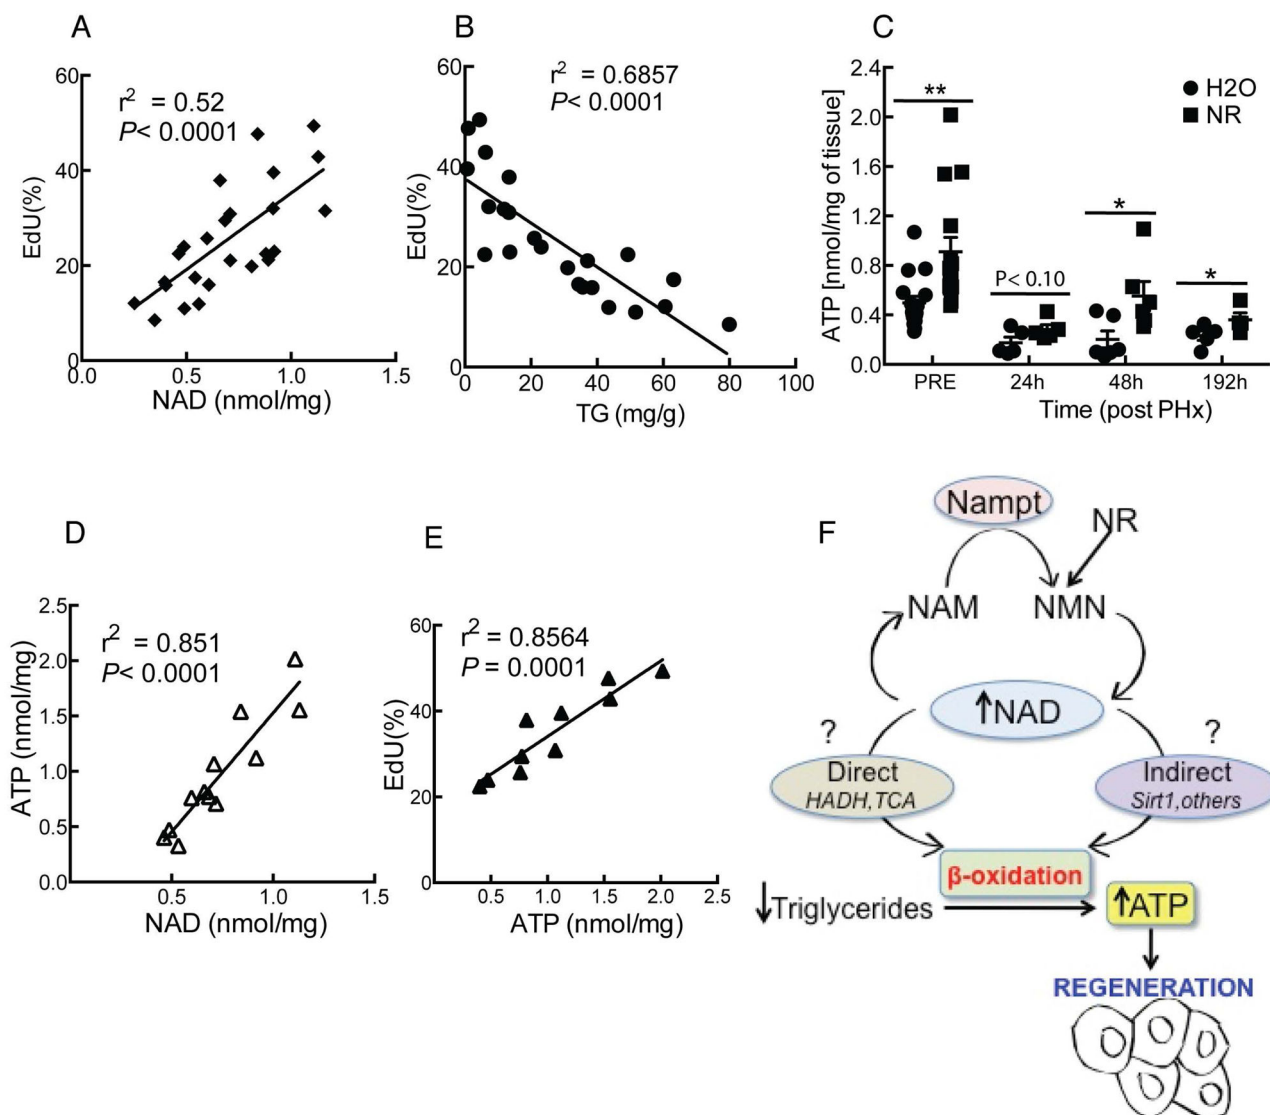 A
60
40
20
0
0.5
1.0
1.5
EdU(%)
NAD (nmol/mg)
r2 = 0.52
P< 0.0001
B
60
40
20
0
0
20
40
60
80
100
EdU(%)
TG (mg/g)
r2 = 0.6857
P< 0.0001
C
2.4
2.0
1.6
1.2
0.8
0.4
0.0
ATP [nmol/mg of tissue]
H2O
NR
**
P< 0.10
*
*
PRE
24h
48h
192h
Time (post PHx)
D
2.5
2.0
1.5
1.0
0.5
0.0
0.5
1.0
1.5
ATP (nmol/mg)
NAD (nmol/mg)
r2 = 0.851
P< 0.0001
E
60
40
20
0
0.5
1.0
1.5
2.0
2.5
EdU(%)
ATP (nmol/mg)
r2 = 0.8564
P = 0.0001
F
Nampt
NR
NAM
NMN
↑NAD
?
?
Direct
HADH,TCA
Indirect
Sirt1,others
β-oxidation
↓Triglycerides
↑ATP
REGENERATION